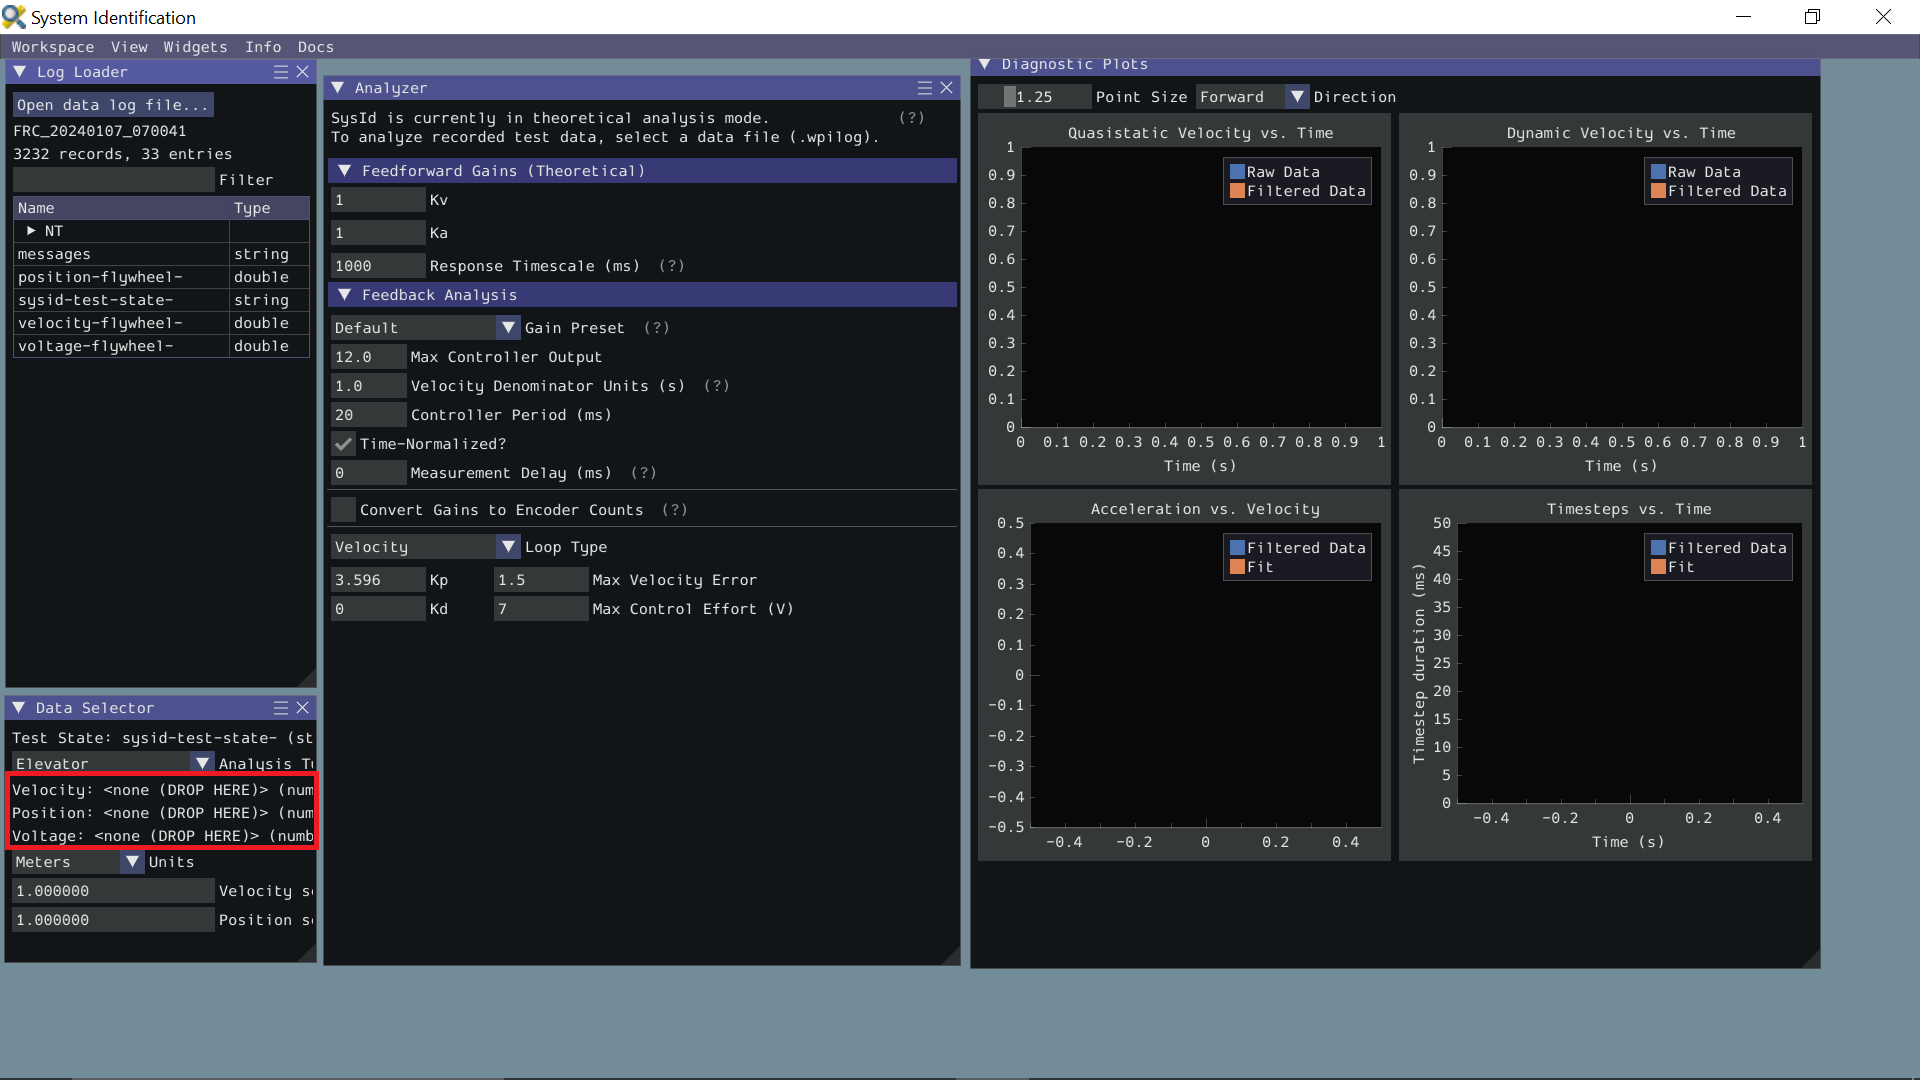 System Identification
Workspace View Widgets Info Docs
Log Loader
Open data log file...
FRC_20240107_070041
3232 records, 33 entries
Filter
Name Type
NT
messages string
position-flywheel- double
sysid-test-state- string
velocity-flywheel- double
voltage-flywheel- double
Data Selector
Test State: sysid-test-state- (st
Elevator Analysis Ty
Velocity: <none (DROP HERE)> (num
Position: <none (DROP HERE)> (num
Voltage: <none (DROP HERE)> (numb
Meters Units
1.000000 Velocity s
1.000000 Position s
Analyzer
SysId is currently in theoretical analysis mode. (?)
To analyze recorded test data, select a data file (.wpilog).
Feedforward Gains (Theoretical)
1 Kv
1 Ka
1000 Response Timescale (ms) (?)
Feedback Analysis
Default Gain Preset (?)
12.0 Max Controller Output
1.0 Velocity Denominator Units (s) (?)
20 Controller Period (ms)
Time-Normalized?
0 Measurement Delay (ms) (?)
Convert Gains to Encoder Counts (?)
Velocity Loop Type
3.596 Kp 1.5 Max Velocity Error
0 Kd 7 Max Control Effort (V)
Diagnostic Plots
1.25 Point Size Forward Direction
Quasistatic Velocity vs. Time
Raw Data
Filtered Data
1
0.9
0.8
0.7
0.6
0.5
0.4
0.3
0.2
0.1
0
0 0.1 0.2 0.3 0.4 0.5 0.6 0.7 0.8 0.9 1
Time (s)
Dynamic Velocity vs. Time
Raw Data
Filtered Data
1
0.9
0.8
0.7
0.6
0.5
0.4
0.3
0.2
0.1
0
0 0.1 0.2 0.3 0.4 0.5 0.6 0.7 0.8 0.9 1
Time (s)
Acceleration vs. Velocity
Filtered Data
Fit
0.5
0.4
0.3
0.2
0.1
0
-0.1
-0.2
-0.3
-0.4
-0.5
-0.4 -0.2 0 0.2 0.4
Timesteps vs. Time
Filtered Data
Fit
Timestep duration (ms)
50
45
40
35
30
25
20
15
10
5
0
-0.4 -0.2 0 0.2 0.4
Time (s)